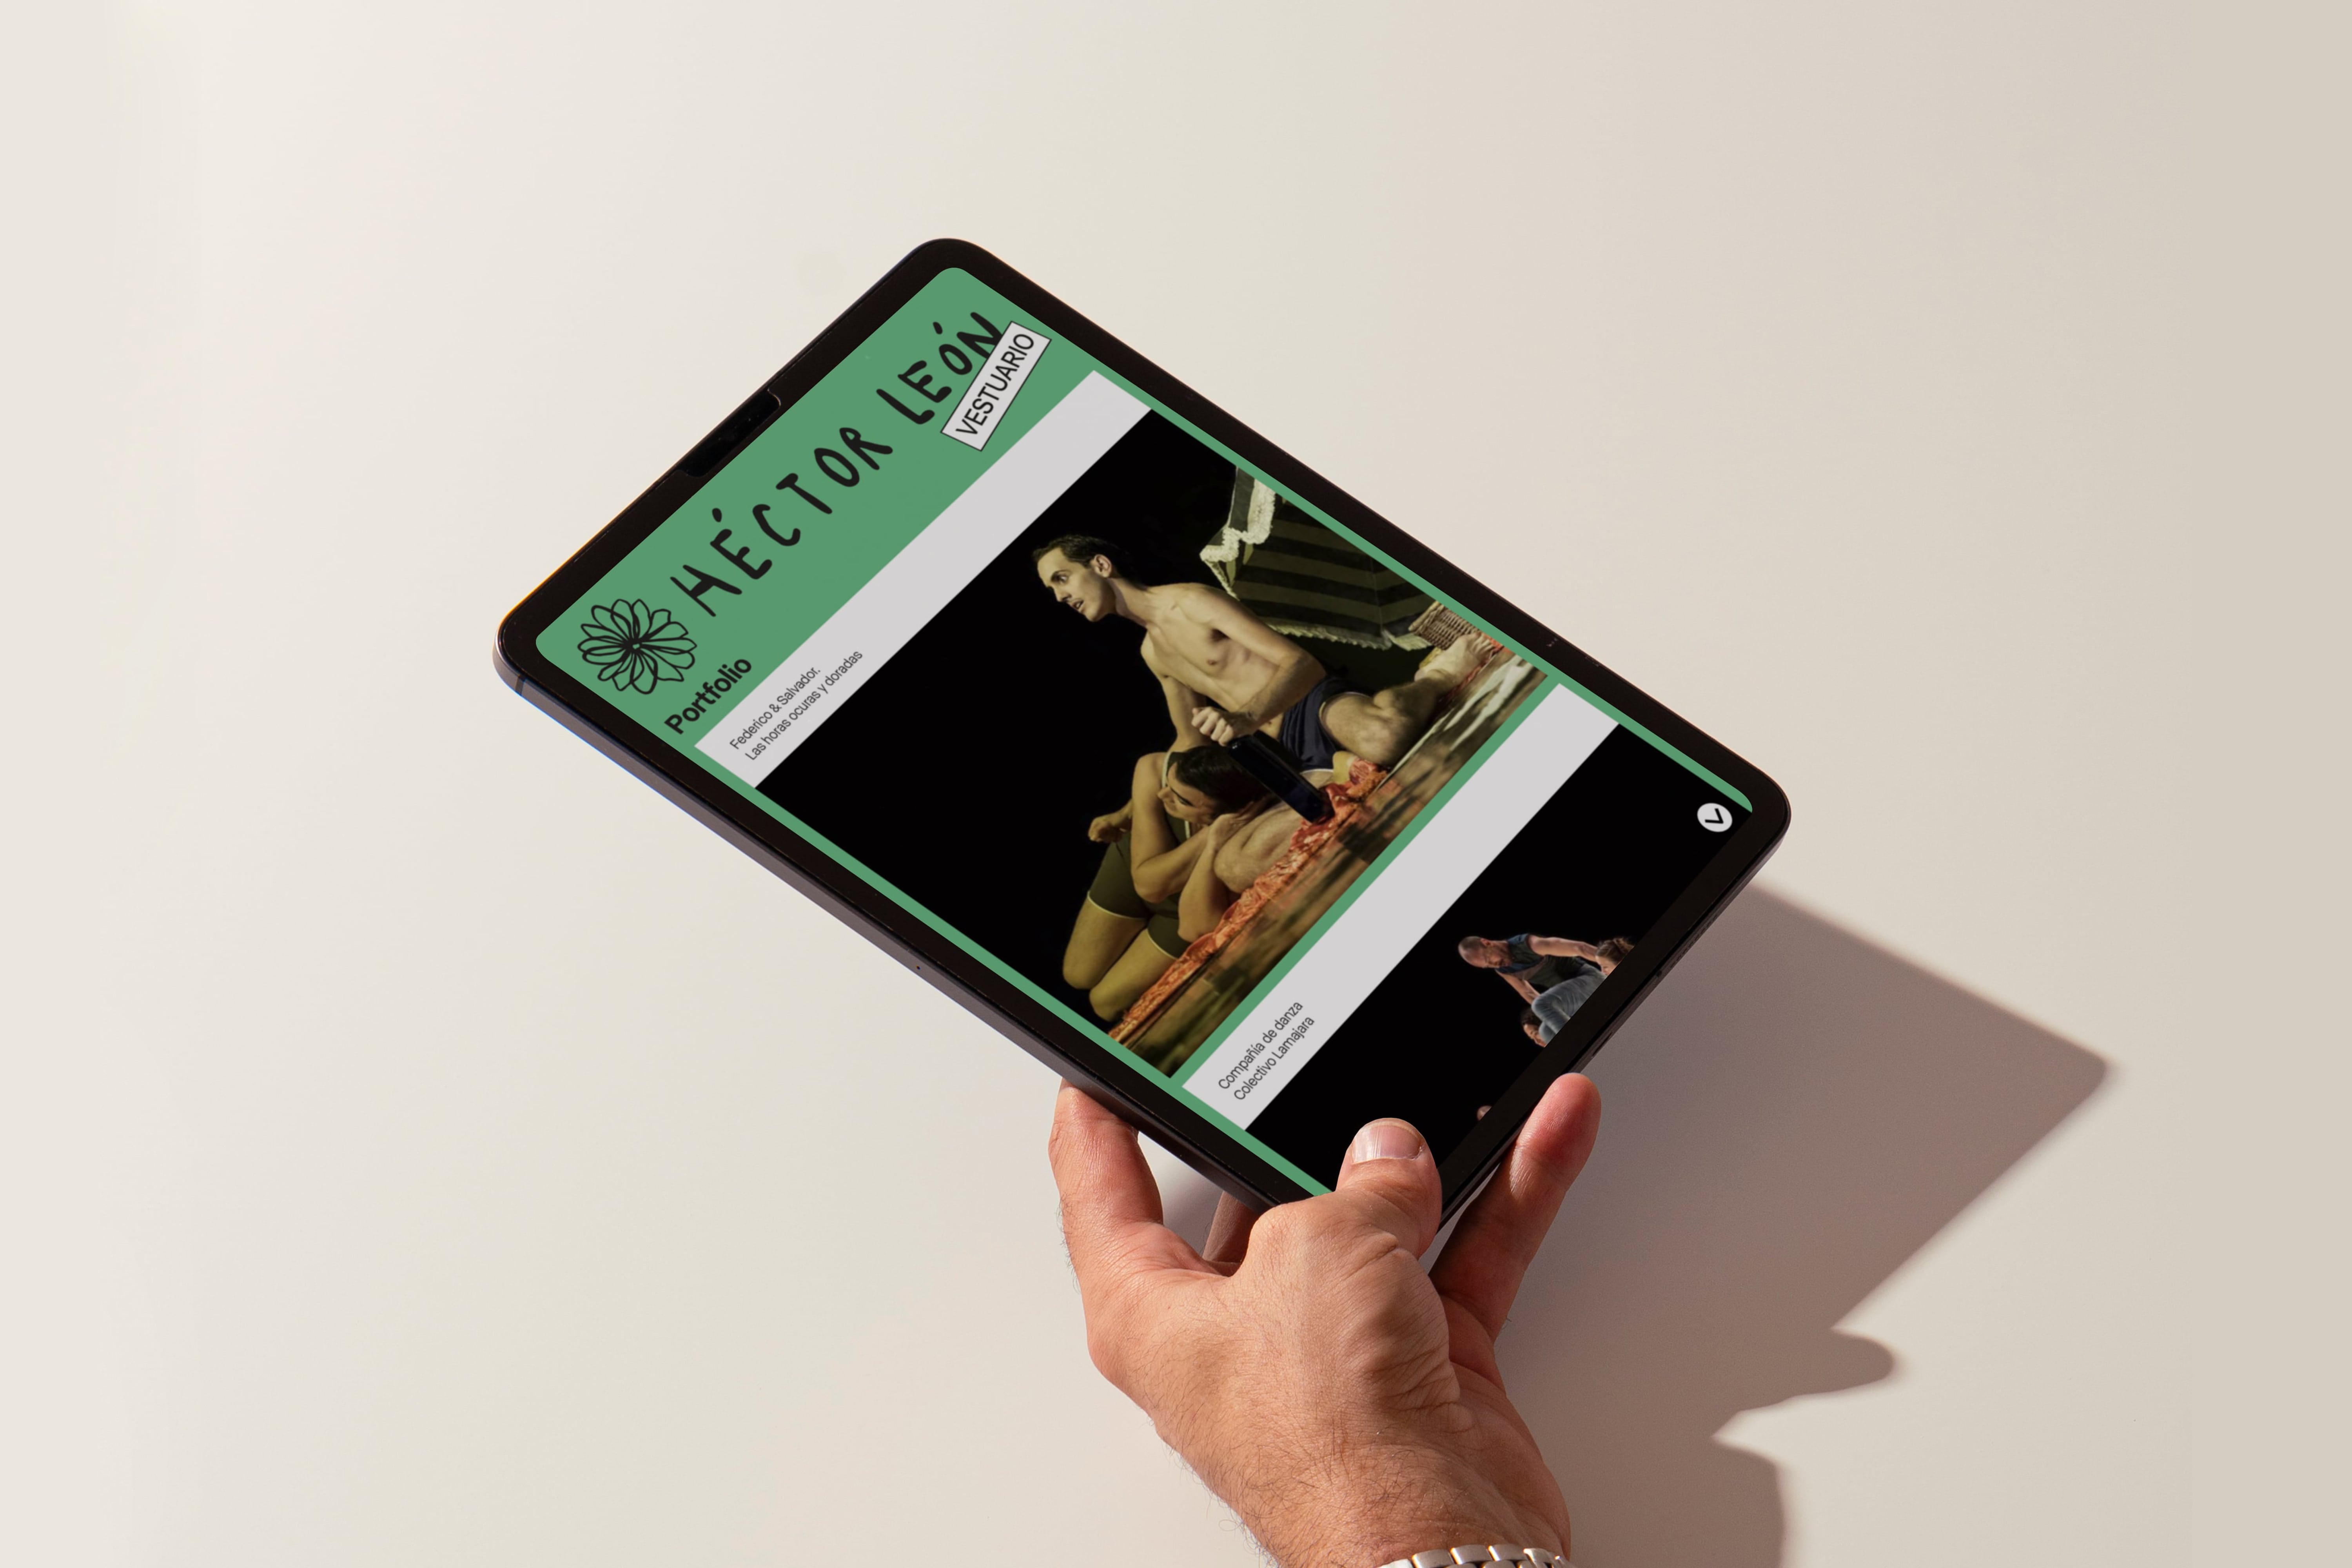 HÉCTOR LEÓN
VESTUARIO
Portfolio
Federico & Salvador.
Las horas ocuras y doradas
Compañía de danza
Colectivo Lamajara